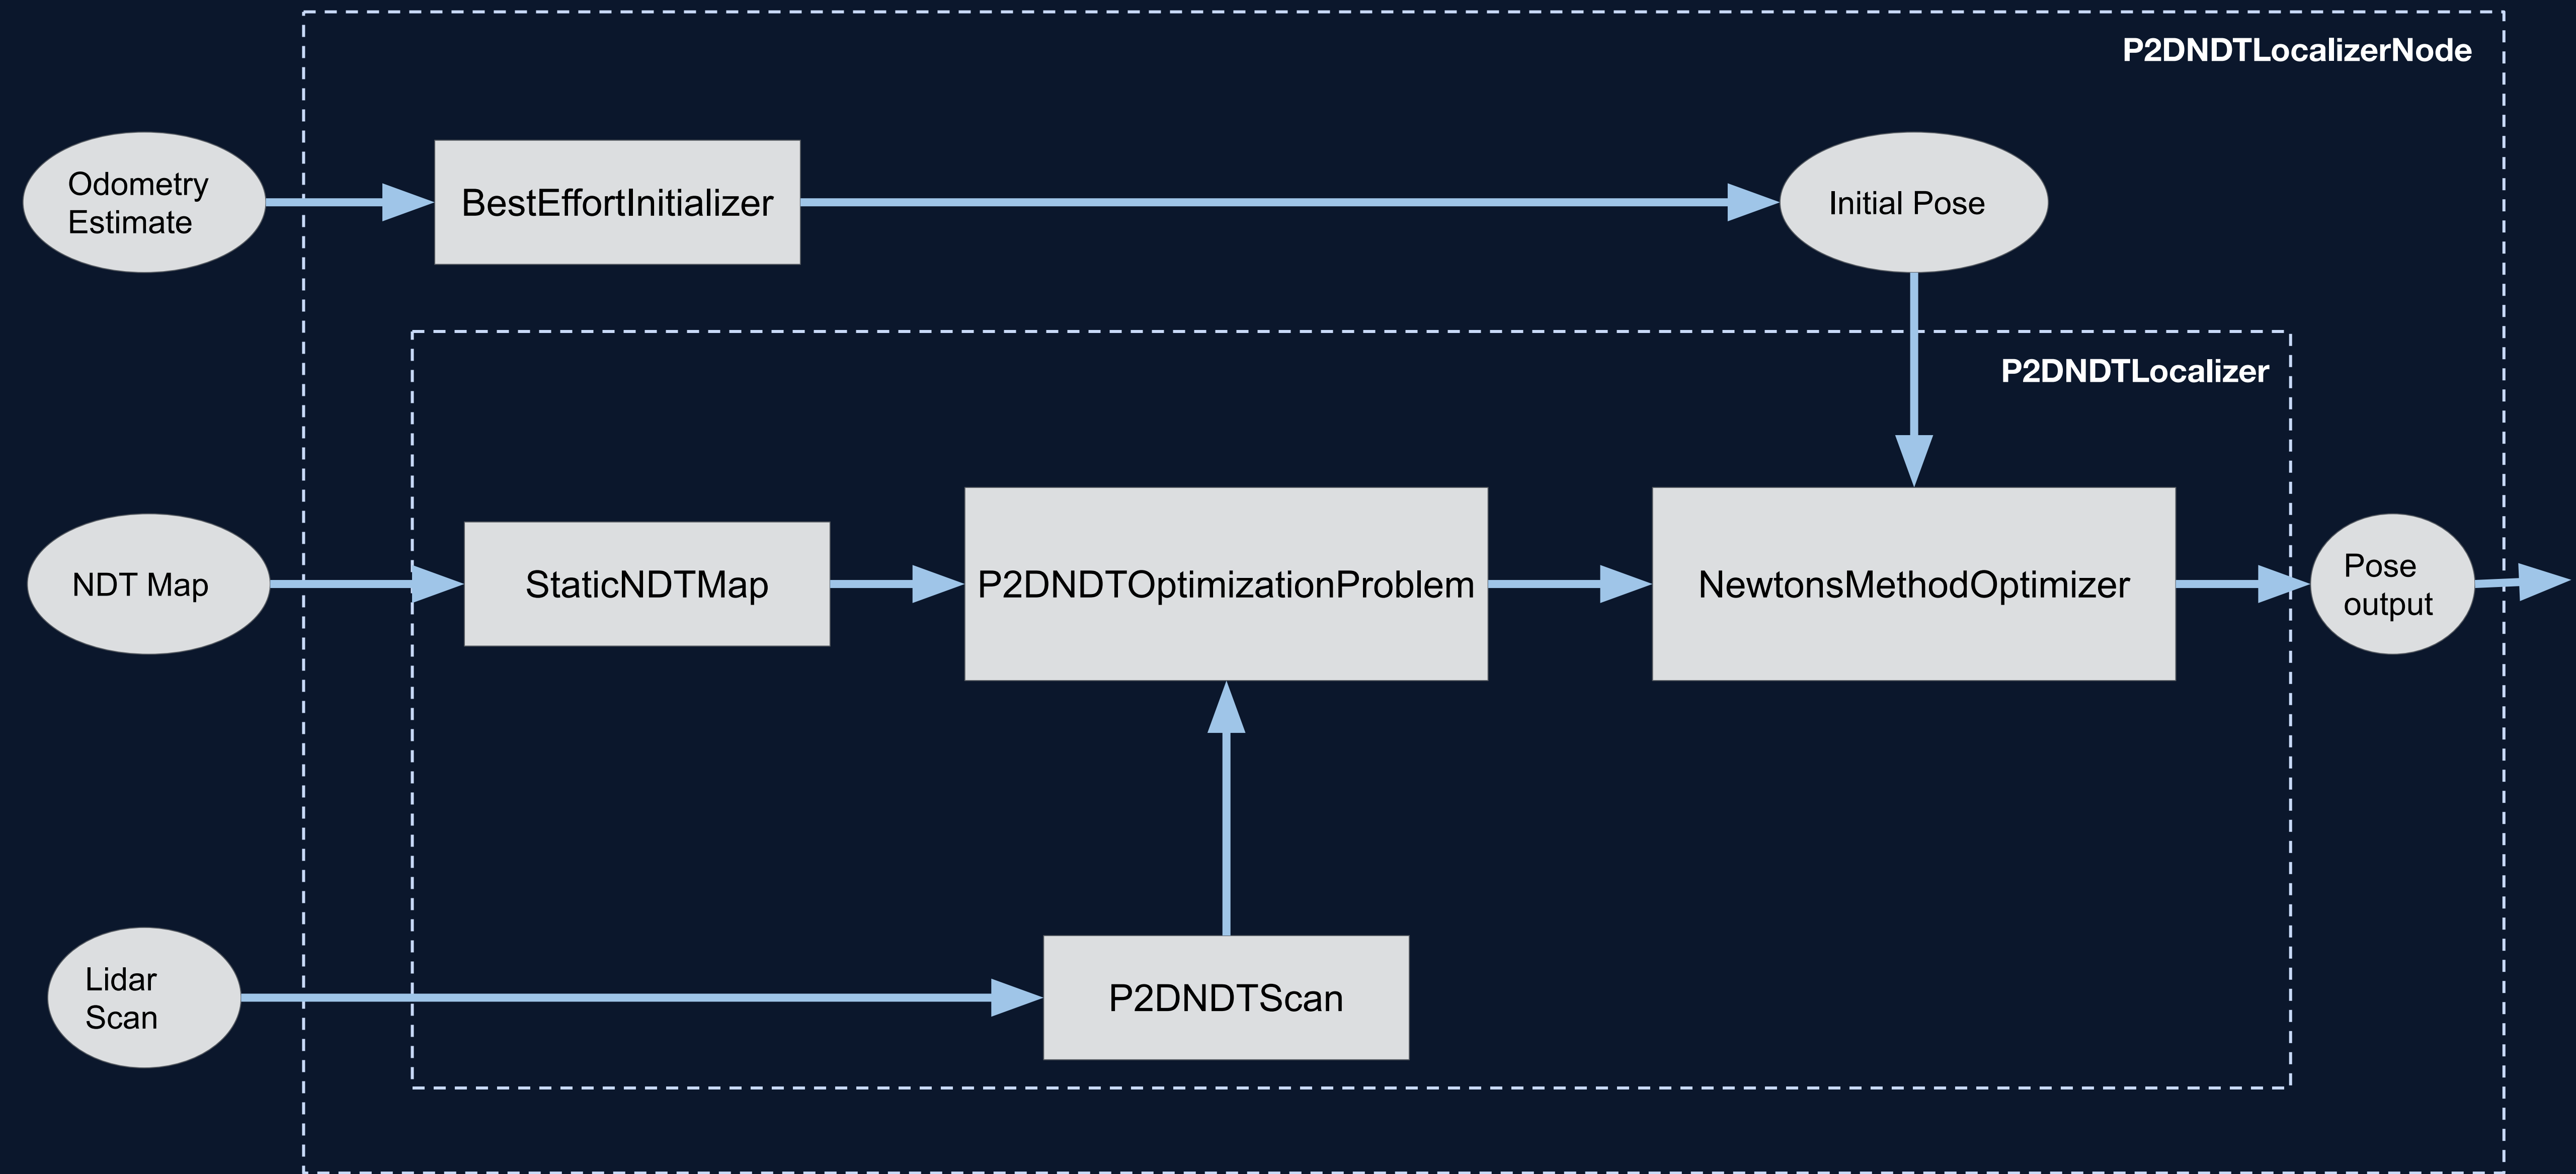 P2DNDTLocalizerNode
Odometry
Estimate
BestEffortInitializer
Initial Pose
P2DNDTLocalizer
NDT Map
StaticNDTMap
P2DNDTOptimizationProblem
NewtonsMethodOptimizer
Pose
output
Lidar
Scan
P2DNDTScan